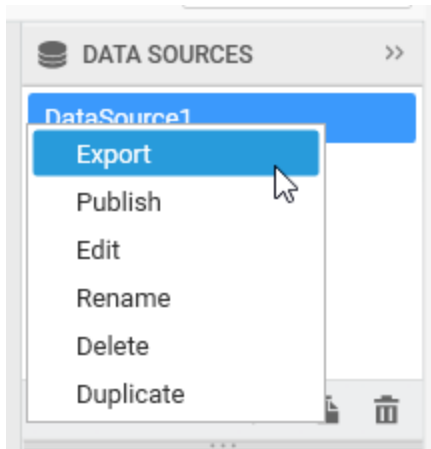 DATA SOURCES
DataSource1
Export
Publish
Edit
Rename
Delete
Duplicate